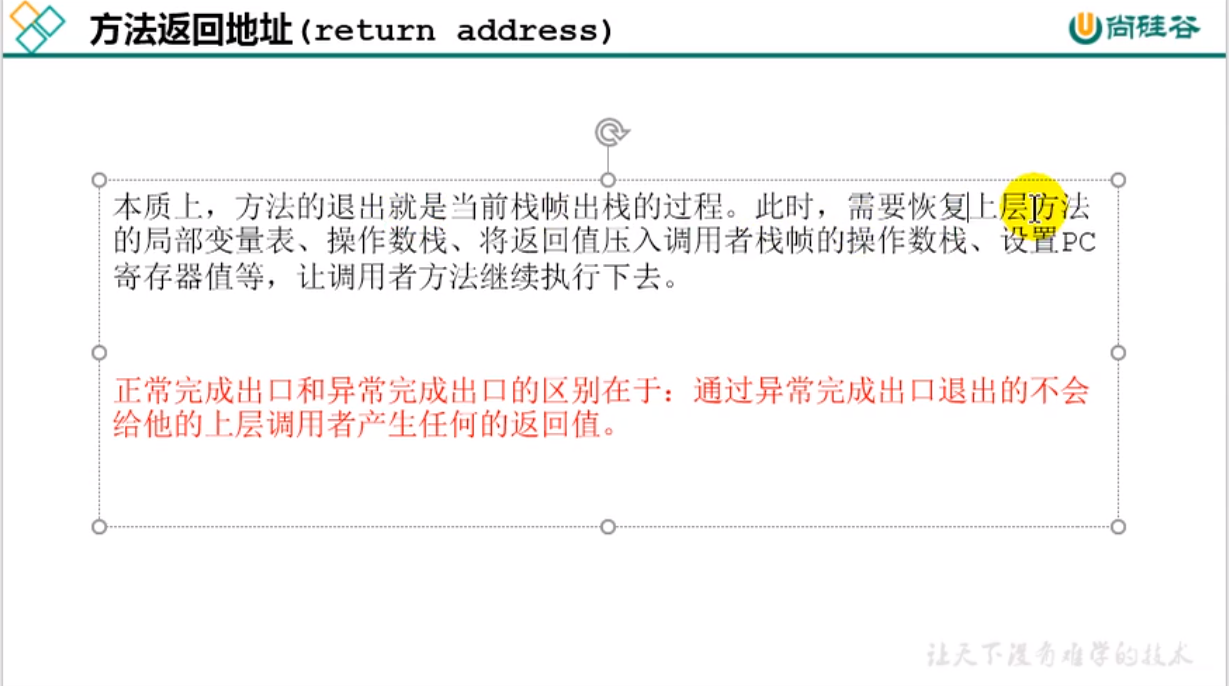 方法返回地址(return address)
尚硅谷
本质上，方法的退出就是当前栈帧出栈的过程。此时，需要恢复上层方法
的局部变量表、操作数栈、将返回值压入调用者栈帧的操作数栈、设置PC
寄存器值等，让调用者方法继续执行下去。
正常完成出口和异常完成出口的区别在于：通过异常完成出口退出的不会
给他的上层调用者产生任何的返回值。
让天下没有难学的技术